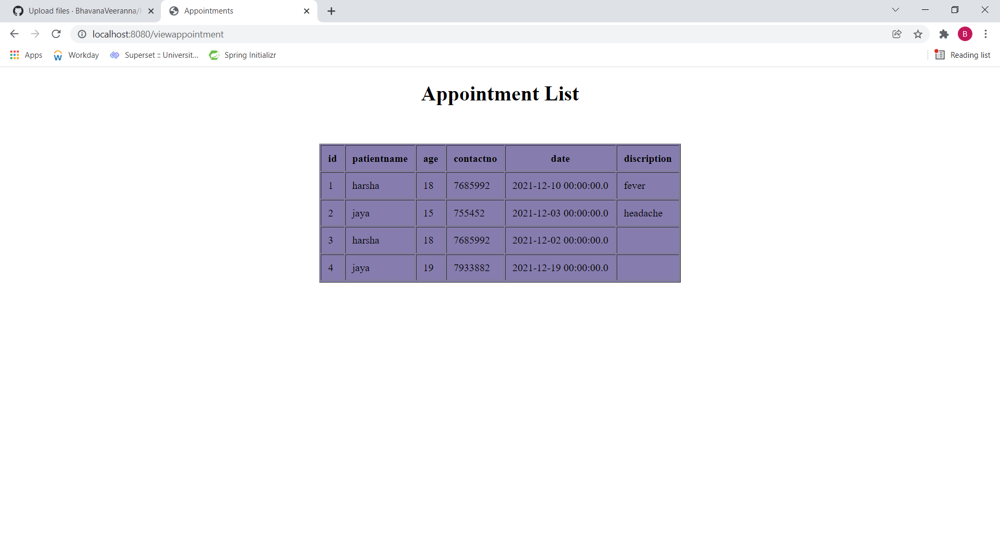 Upload files · BhavanaVeeranna/
Appointments
localhost:8080/viewappointment
B
Apps
Workday
Superset :: Universit...
Spring Initializr
Reading list
Appointment List
id patientname age contactno date discription
1 harsha 18 7685992 2021-12-10 00:00:00.0 fever
2 jaya 15 755452 2021-12-03 00:00:00.0 headache
3 harsha 18 7685992 2021-12-02 00:00:00.0
4 jaya 19 7933882 2021-12-19 00:00:00.0